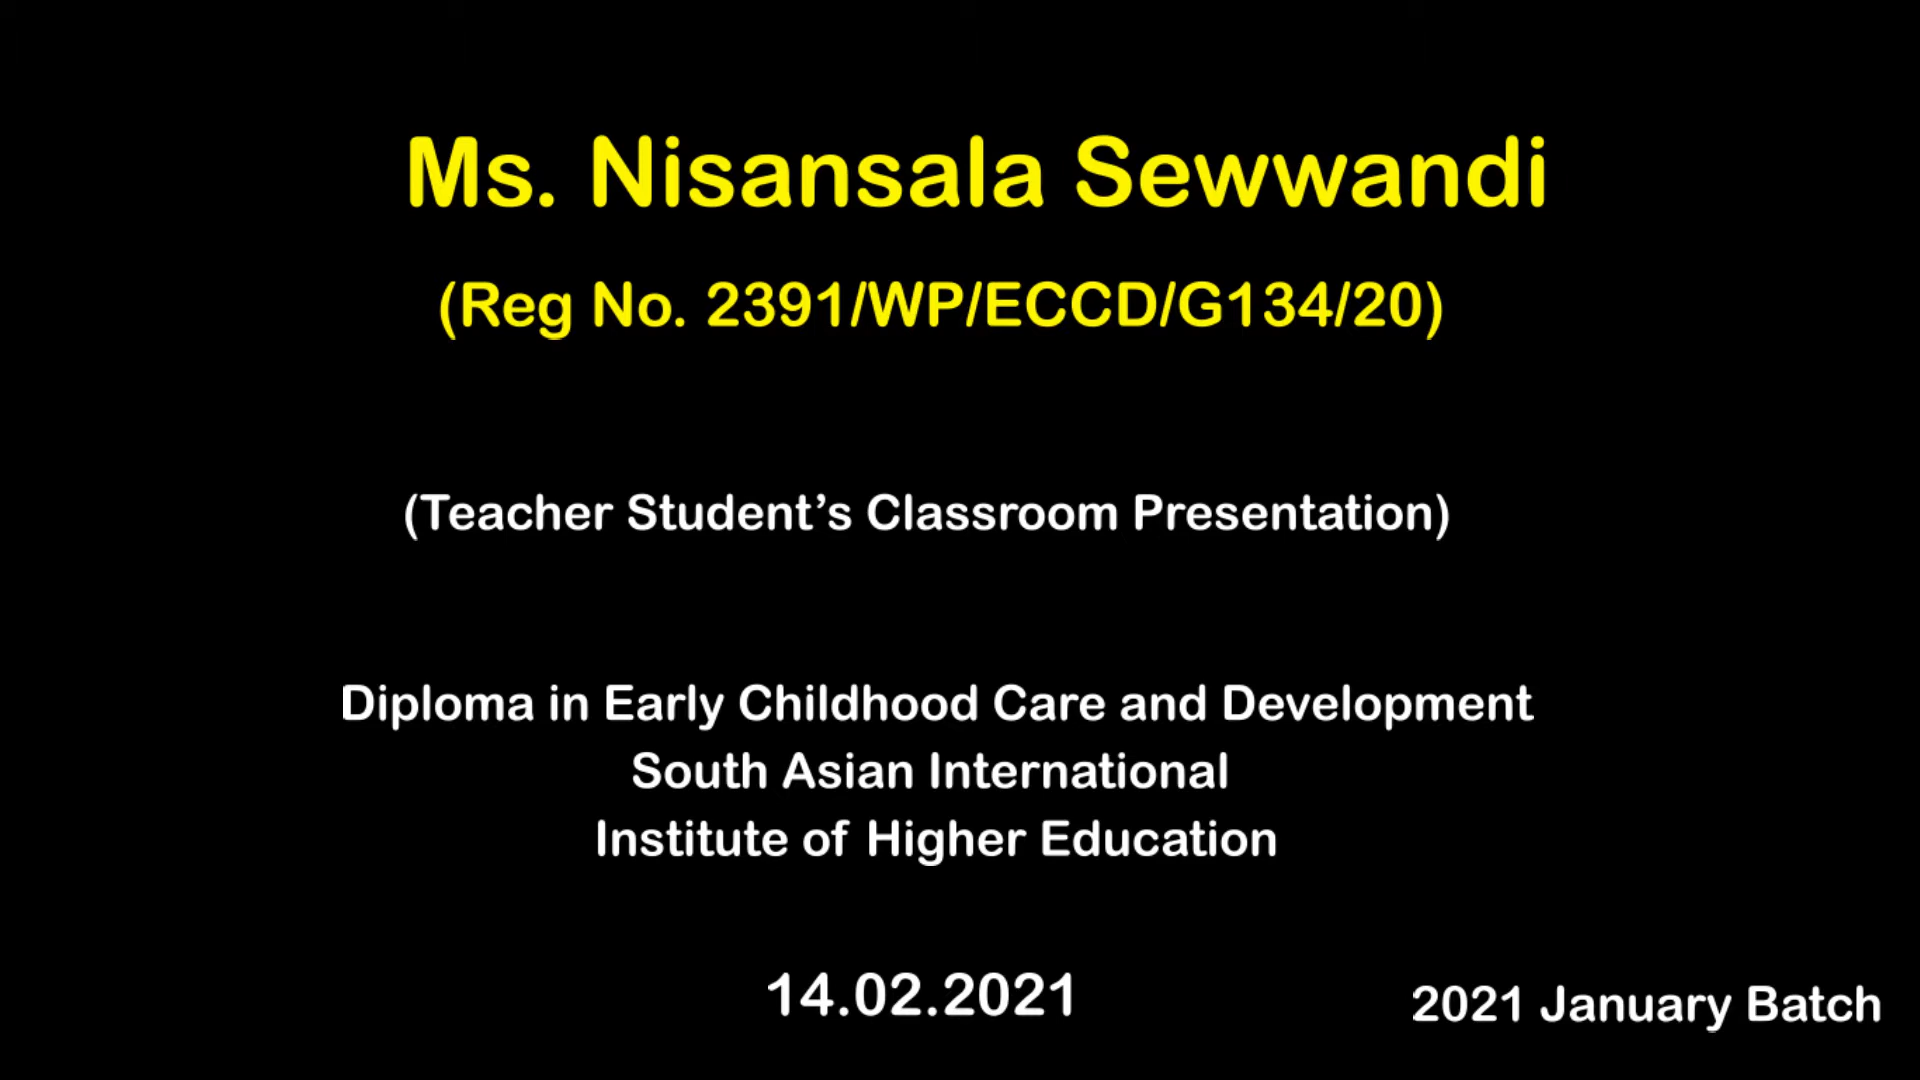 Ms. Nisansala Sewwandi
(Reg No. 2391/WP/ECCD/G134/20)
(Teacher Student’s Classroom Presentation)
Diploma in Early Childhood Care and Development
South Asian International
Institute of Higher Education
14.02.2021
2021 January Batch